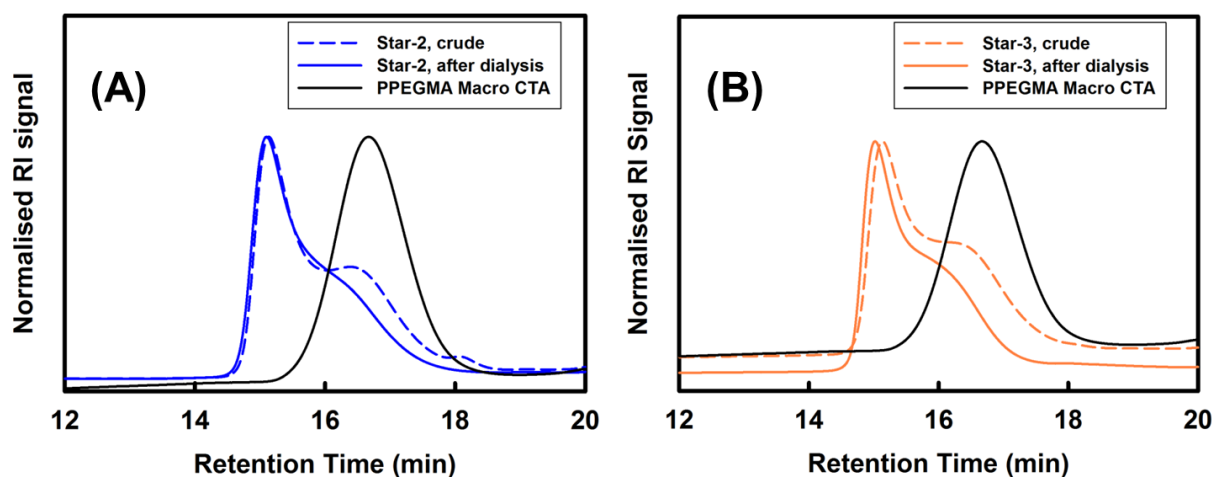 (A)
Star-2, crude
Star-2, after dialysis
PPEGMA Macro CTA
Normalised RI signal
12 14 16 18 20
Retention Time (min)
(B)
Star-3, crude
Star-3, after dialysis
PPEGMA Macro CTA
Normalised RI Signal
12 14 16 18 20
Retention Time (min)